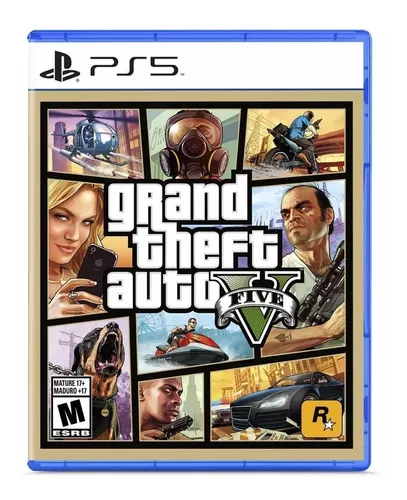 PS5
grand
theft
auto
V
FIVE
MATURE 17+
MADURO +17
M
ESRB
R